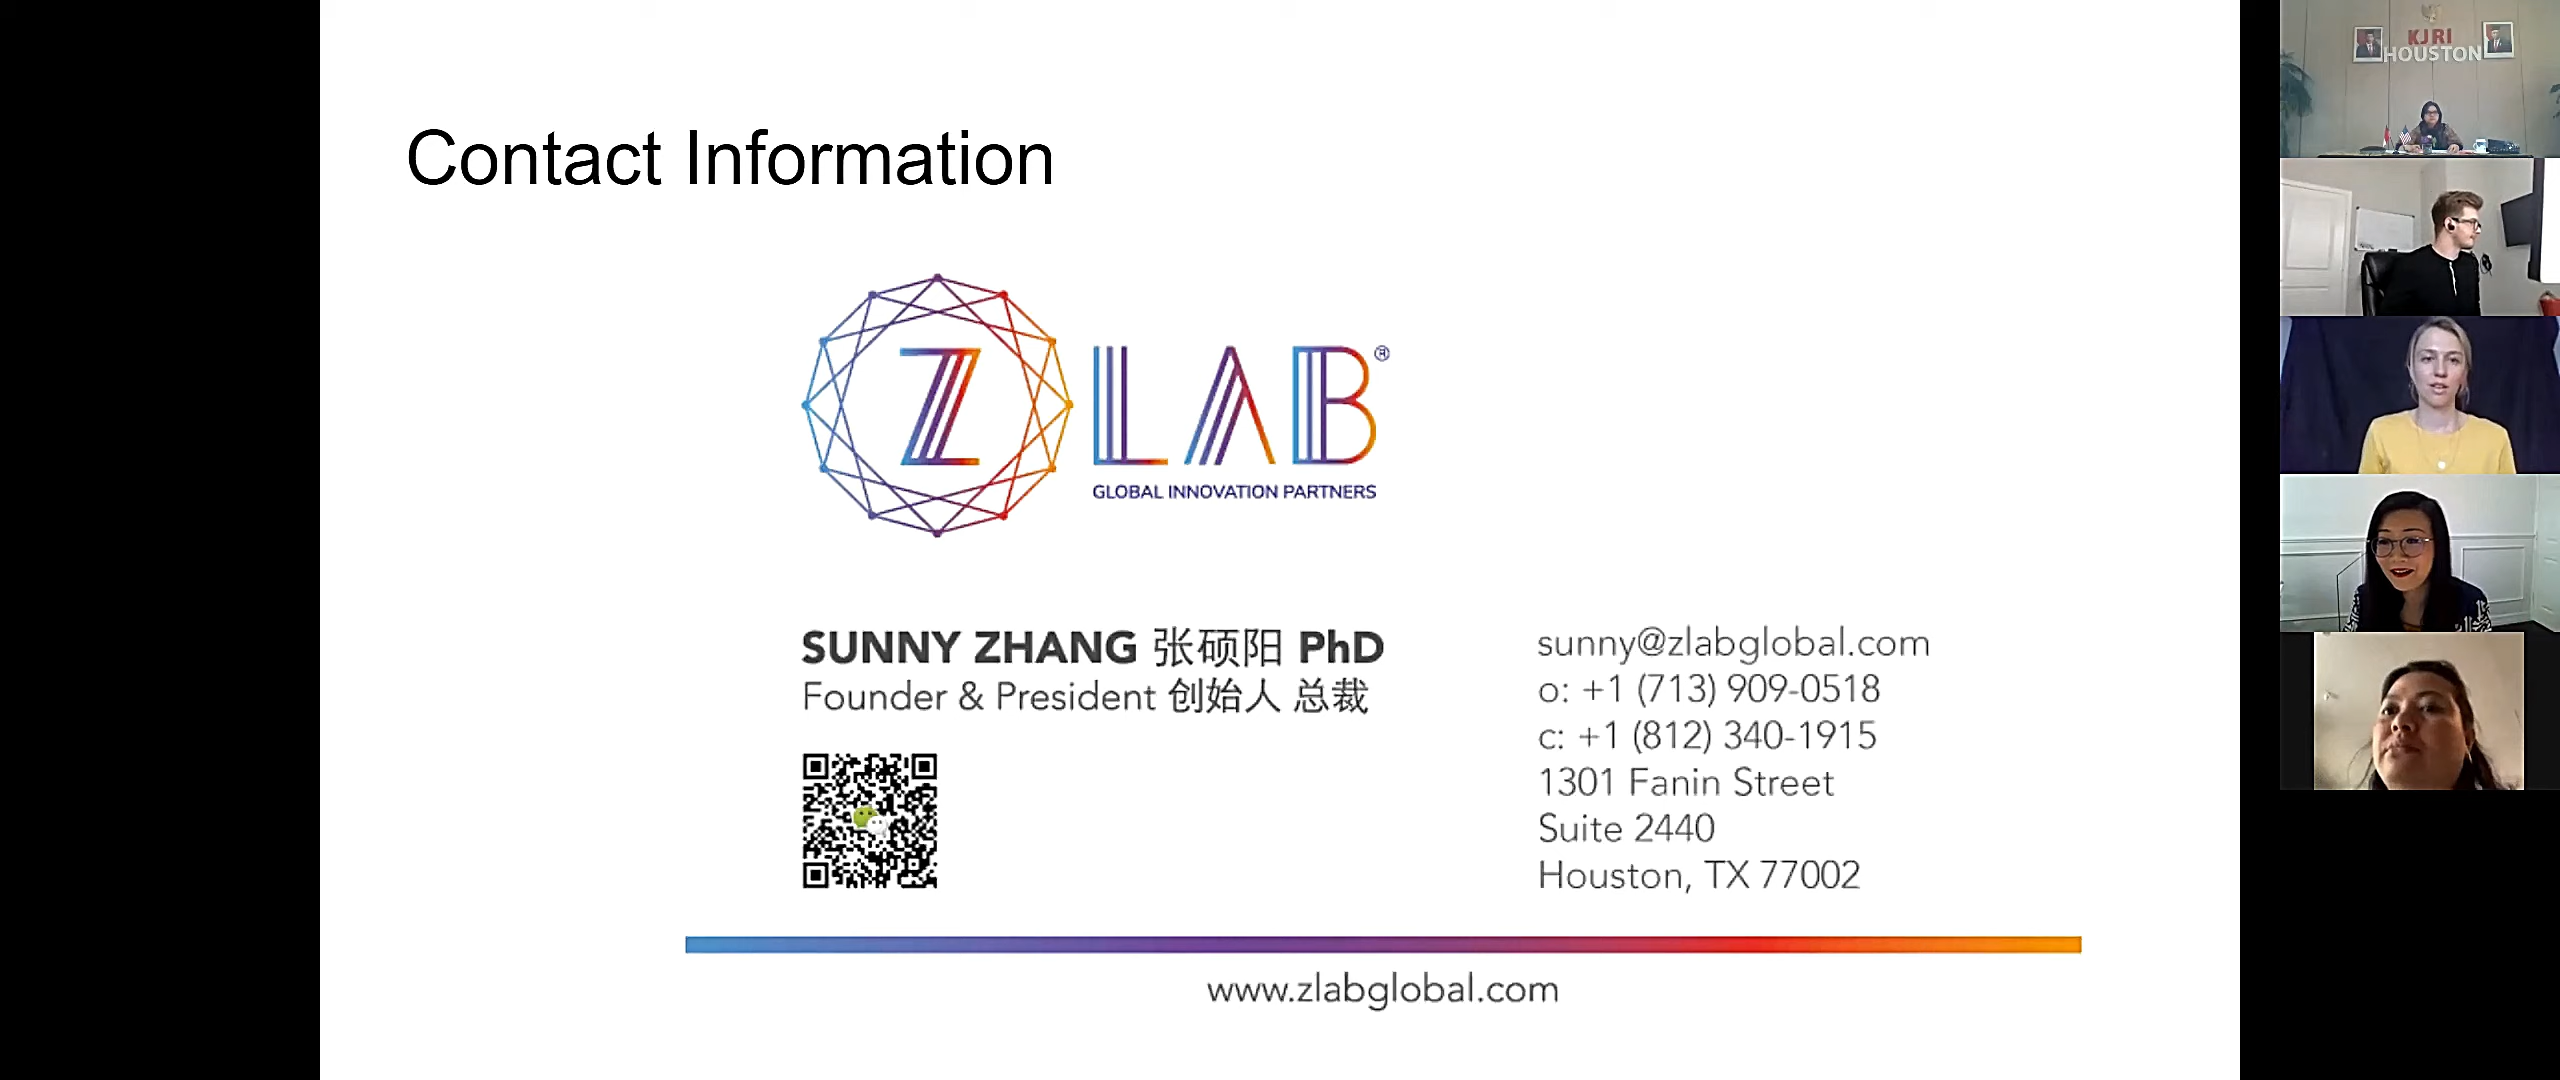 Contact Information
Z LAB®
GLOBAL INNOVATION PARTNERS
SUNNY ZHANG 张硕阳 PhD
Founder & President 创始人 总裁
sunny@zlabglobal.com
o: +1 (713) 909-0518
c: +1 (812) 340-1915
1301 Fanin Street
Suite 2440
Houston, TX 77002
www.zlabglobal.com
KJRI
HOUSTON